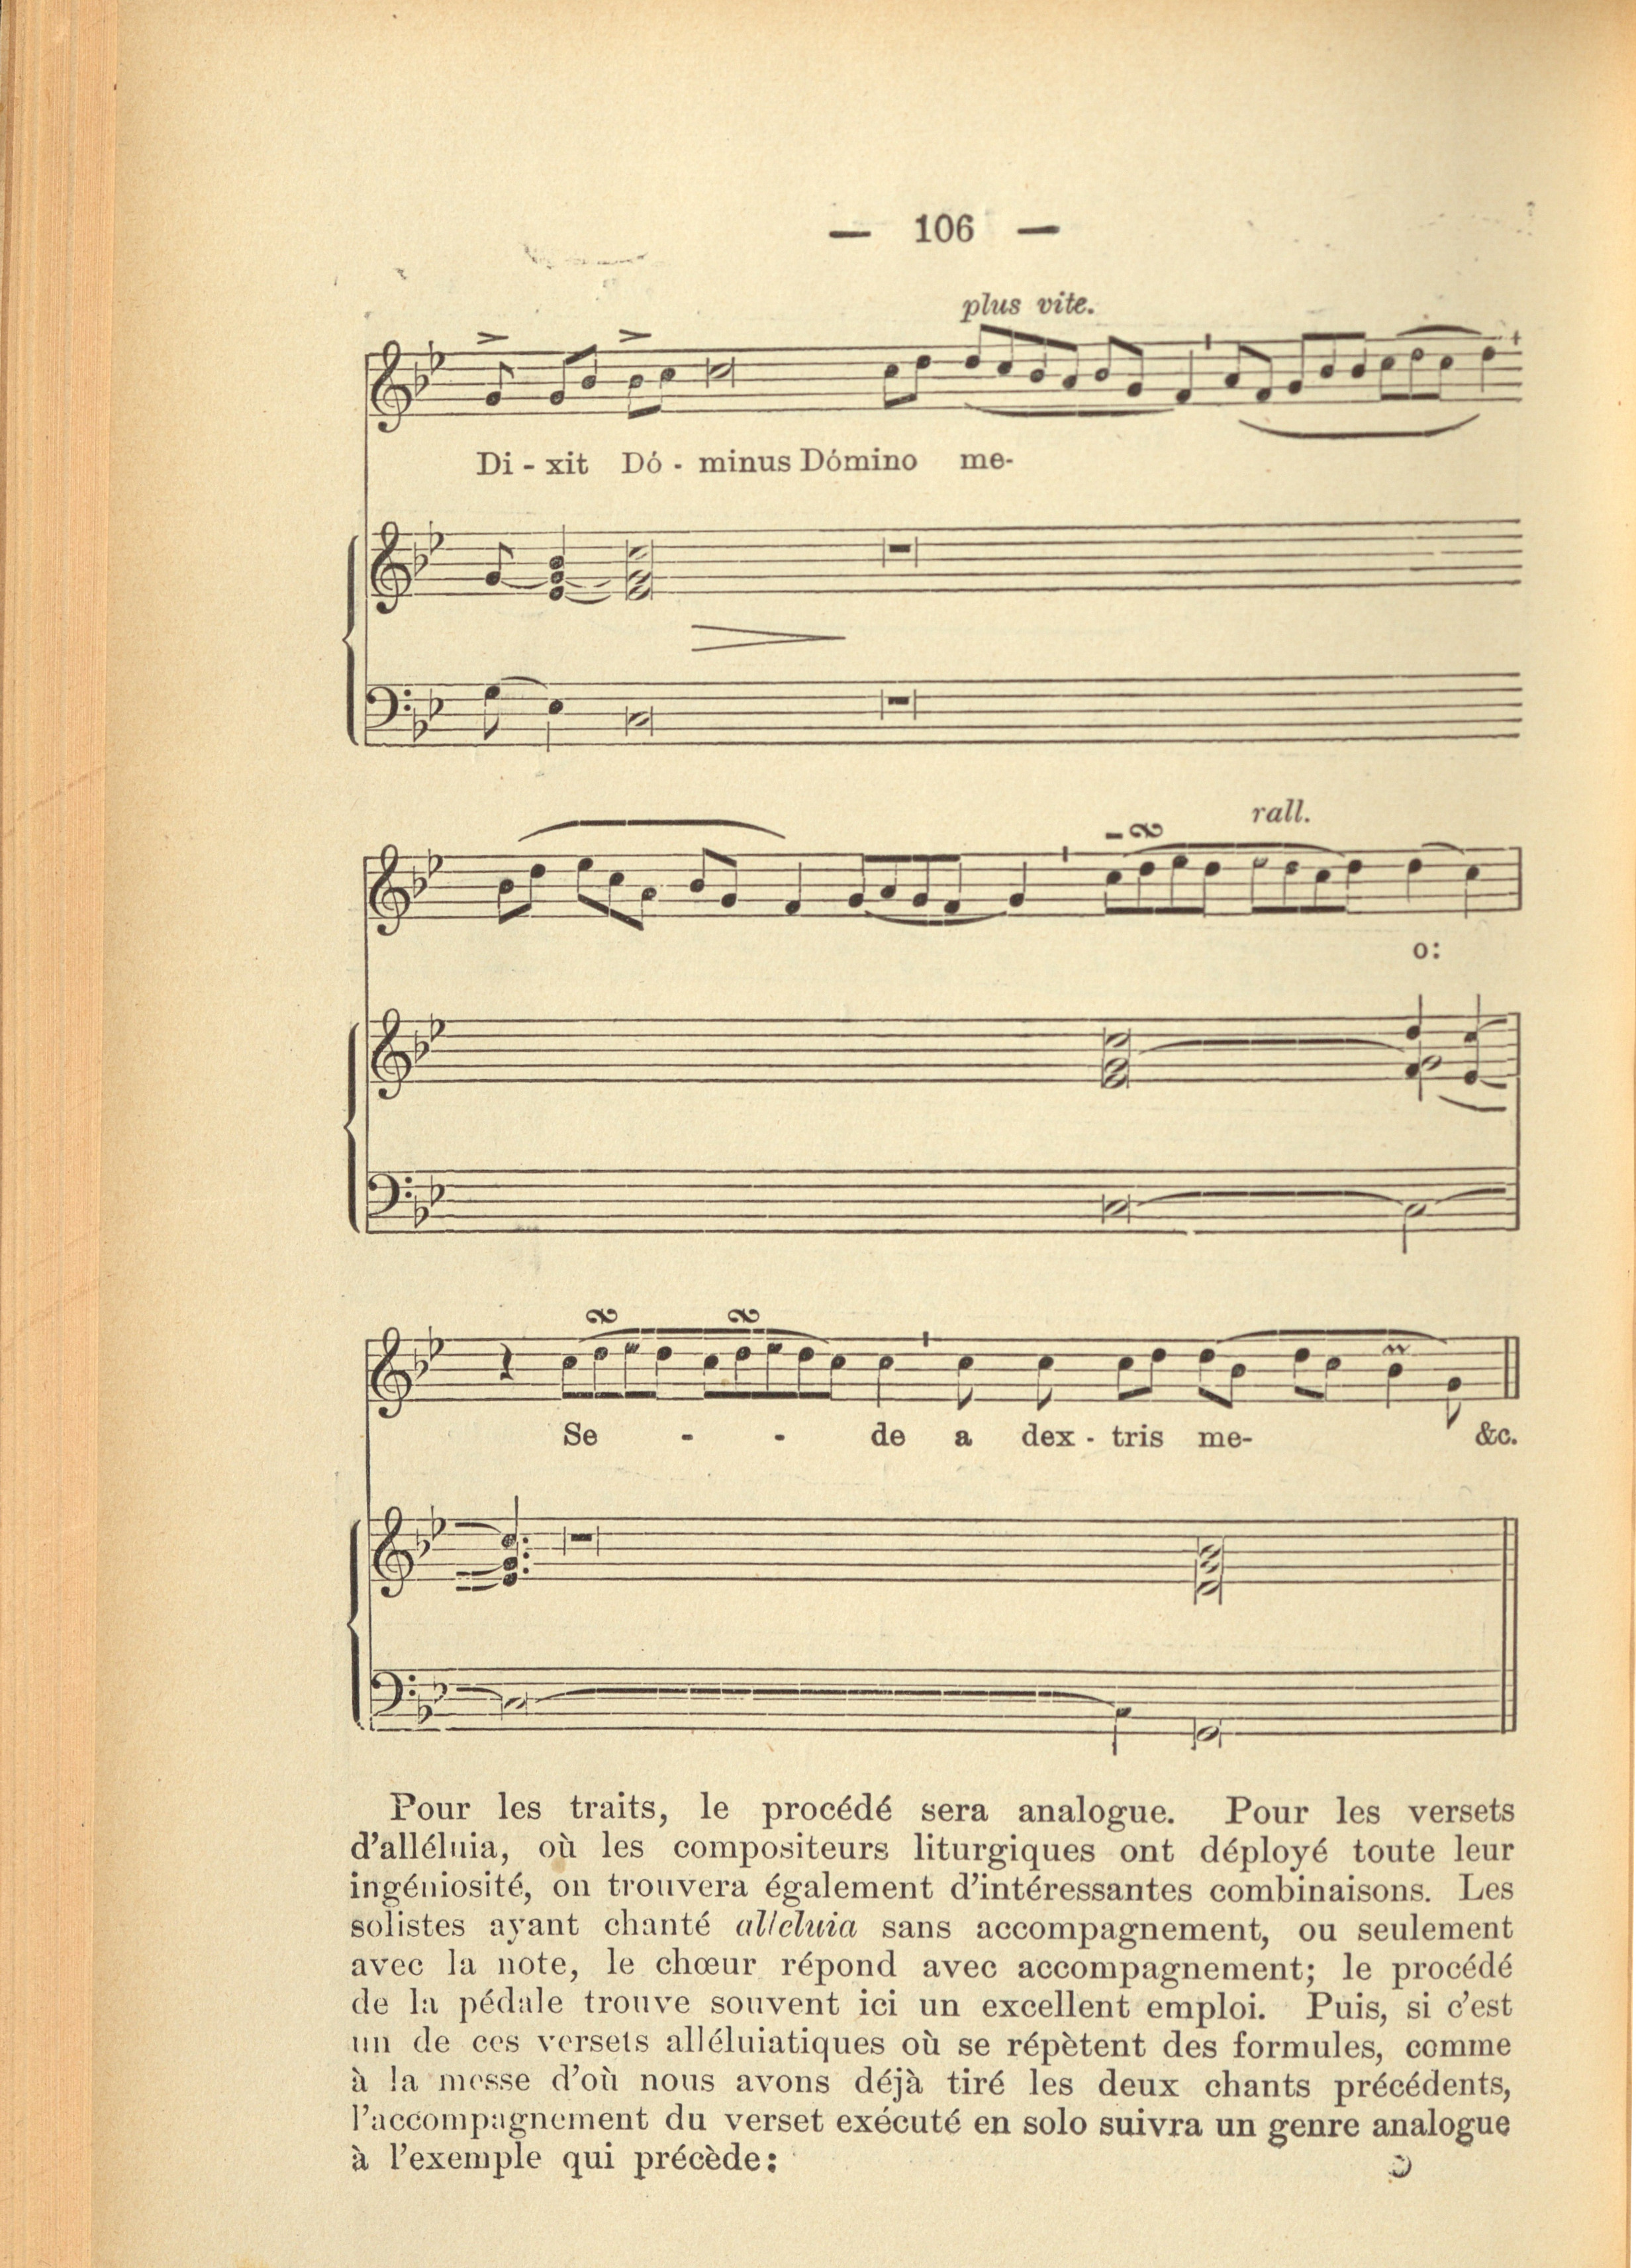 — 106 —
plus vite.
Di - xit Dó - minus Dómino me-
rall.
o:
Se - - de a dex - tris me- &c.
Pour les traits, le procédé sera analogue. Pour les versets
d'alléluia, où les compositeurs liturgiques ont déployé toute leur
ingéniosité, on trouvera également d'intéressantes combinaisons. Les
solistes ayant chanté alleluia sans accompagnement, ou seulement
avec la note, le chœur répond avec accompagnement; le procédé
de la pédale trouve souvent ici un excellent emploi. Puis, si c'est
un de ces versets alléluiatiques où se répètent des formules, comme
à la messe d'où nous avons déjà tiré les deux chants précédents,
l'accompagnement du verset exécuté en solo suivra un genre analogue
à l'exemple qui précède: